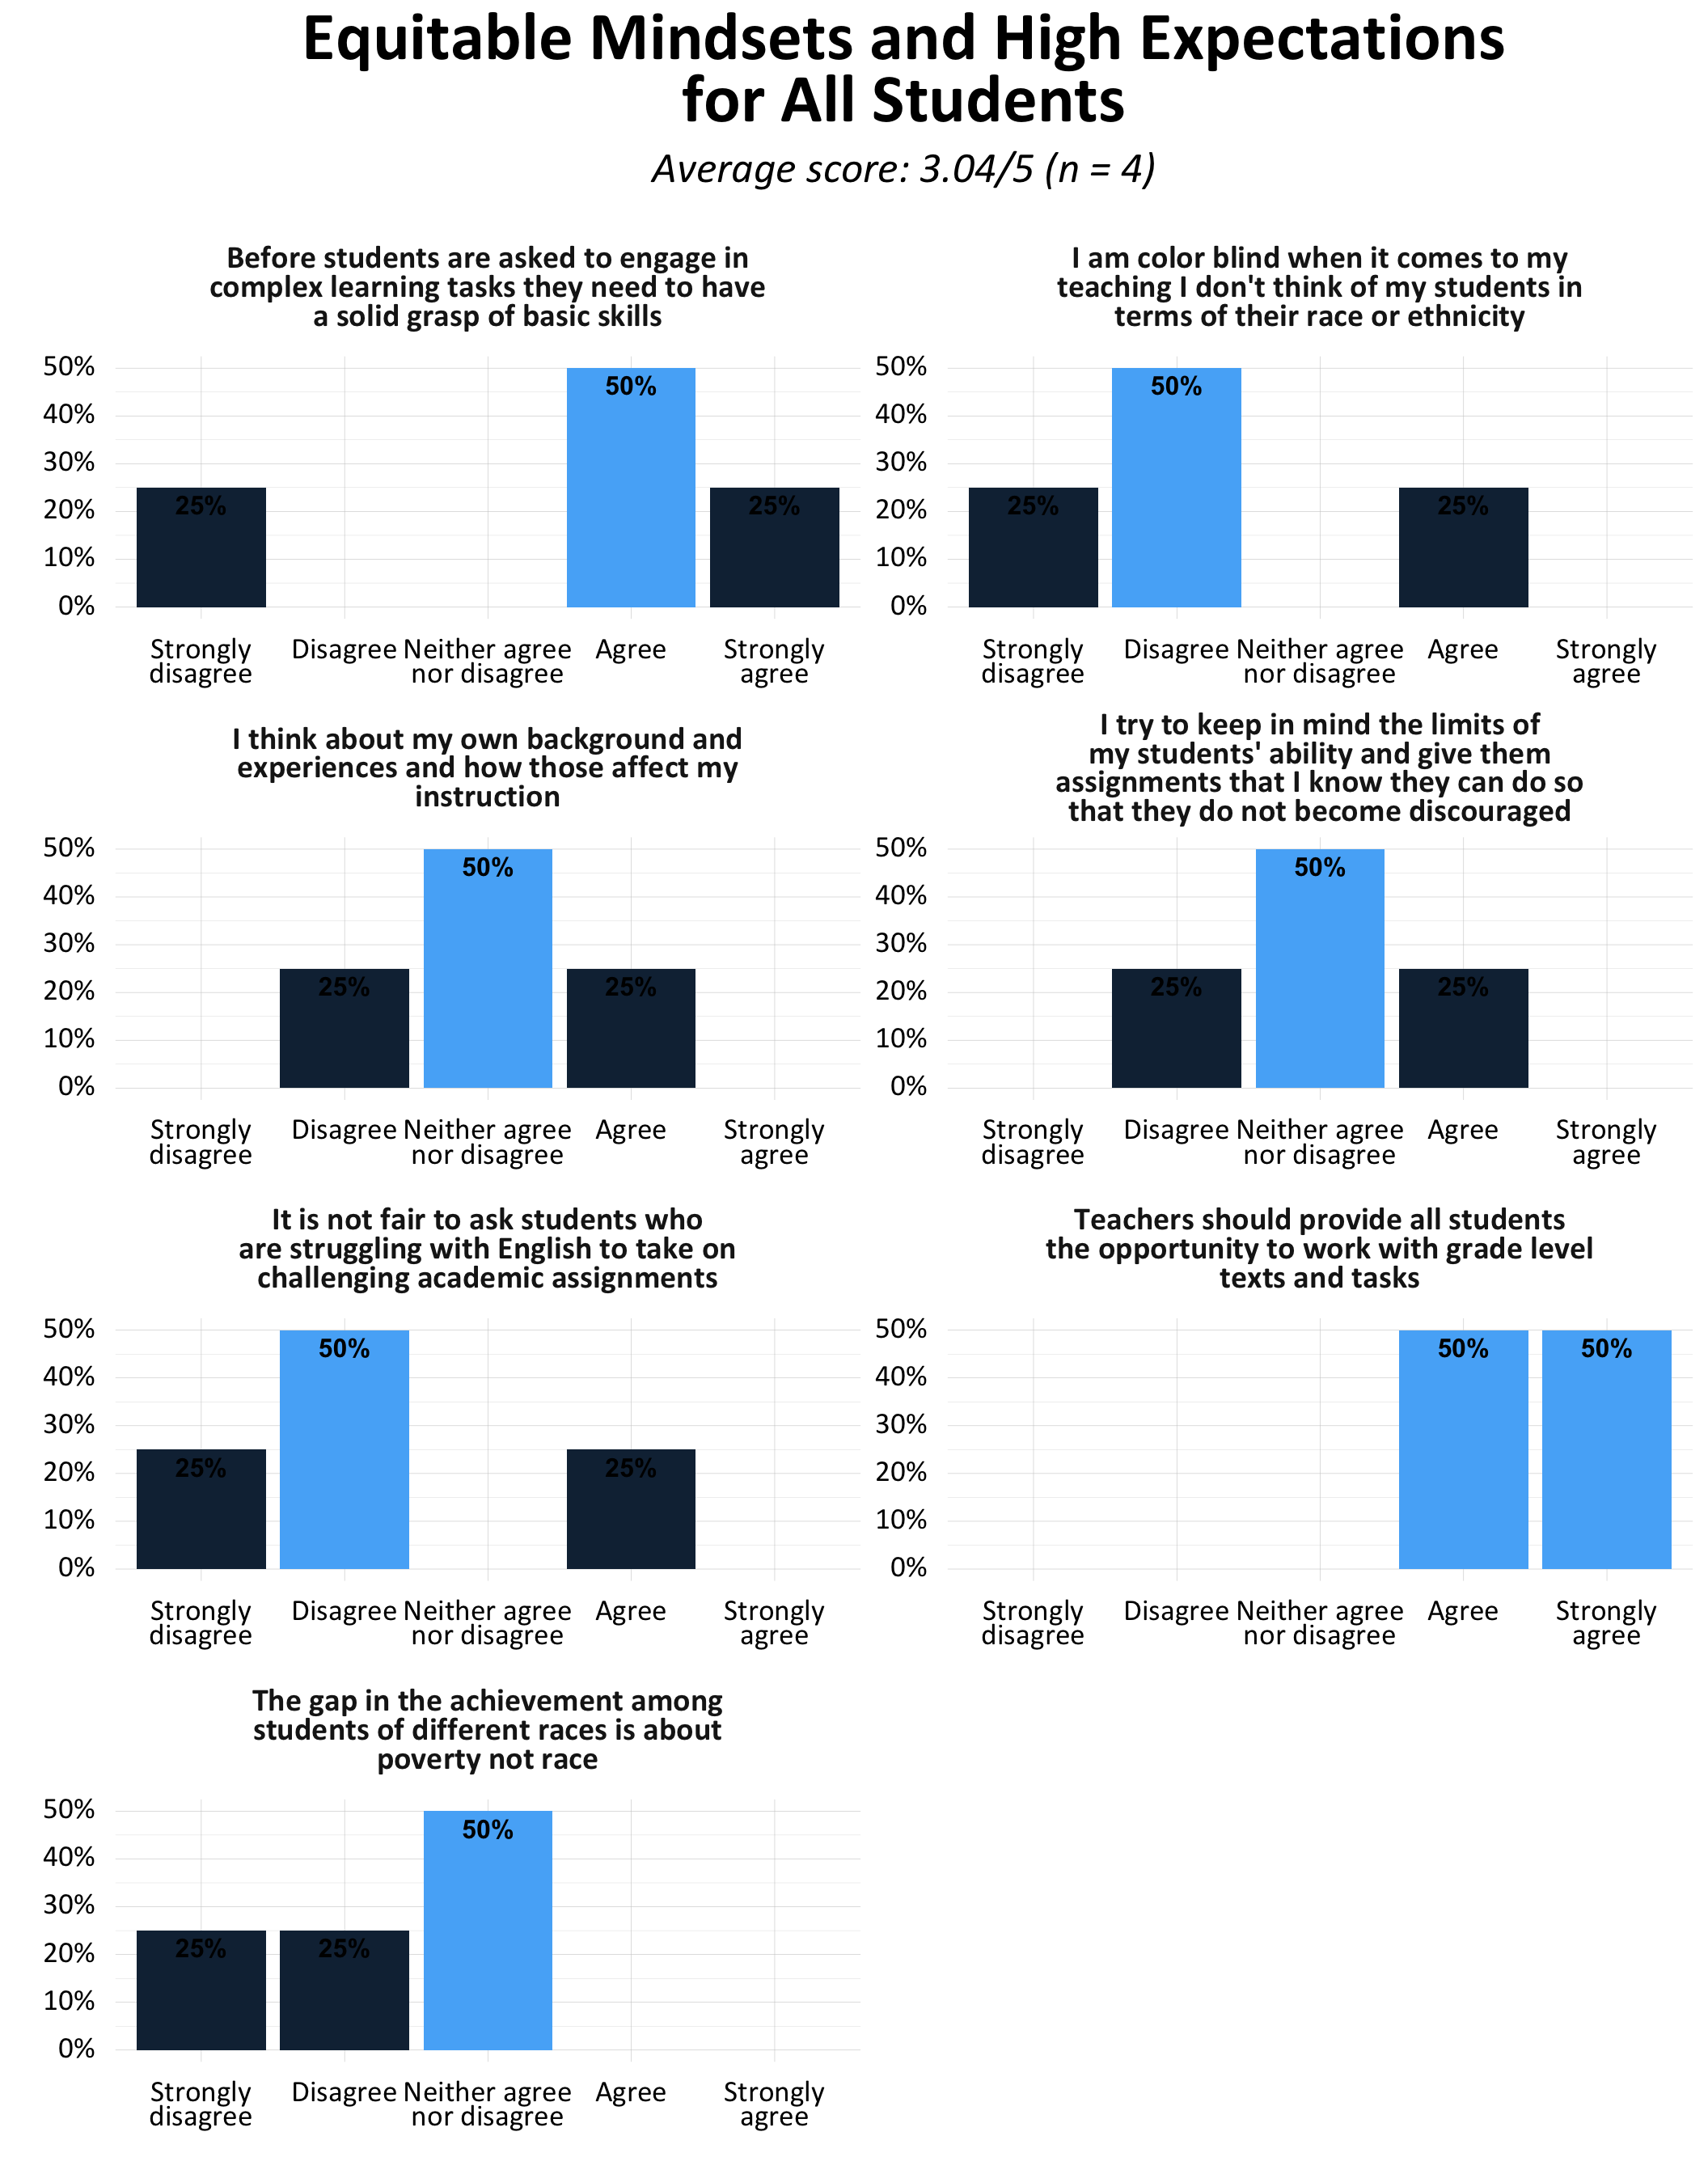 Equitable Mindsets and High Expectations
for All Students
Average score: 3.04/5 (n = 4)
Before students are asked to engage in
complex learning tasks they need to have
a solid grasp of basic skills
50%
40%
30%
20%
10%
0%
25%
50%
25%
Strongly
disagree
Disagree
Neither agree
nor disagree
Agree
Strongly
agree
I am color blind when it comes to my
teaching I don't think of my students in
terms of their race or ethnicity
50%
40%
30%
20%
10%
0%
25%
50%
25%
Strongly
disagree
Disagree
Neither agree
nor disagree
Agree
Strongly
agree
I think about my own background and
experiences and how those affect my
instruction
50%
40%
30%
20%
10%
0%
25%
50%
25%
Strongly
disagree
Disagree
Neither agree
nor disagree
Agree
Strongly
agree
I try to keep in mind the limits of
my students' ability and give them
assignments that I know they can do so
that they do not become discouraged
50%
40%
30%
20%
10%
0%
25%
50%
25%
Strongly
disagree
Disagree
Neither agree
nor disagree
Agree
Strongly
agree
It is not fair to ask students who
are struggling with English to take on
challenging academic assignments
50%
40%
30%
20%
10%
0%
25%
50%
25%
Strongly
disagree
Disagree
Neither agree
nor disagree
Agree
Strongly
agree
Teachers should provide all students
the opportunity to work with grade level
texts and tasks
50%
40%
30%
20%
10%
0%
50%
50%
Strongly
disagree
Disagree
Neither agree
nor disagree
Agree
Strongly
agree
The gap in the achievement among
students of different races is about
poverty not race
50%
40%
30%
20%
10%
0%
25%
25%
50%
Strongly
disagree
Disagree
Neither agree
nor disagree
Agree
Strongly
agree